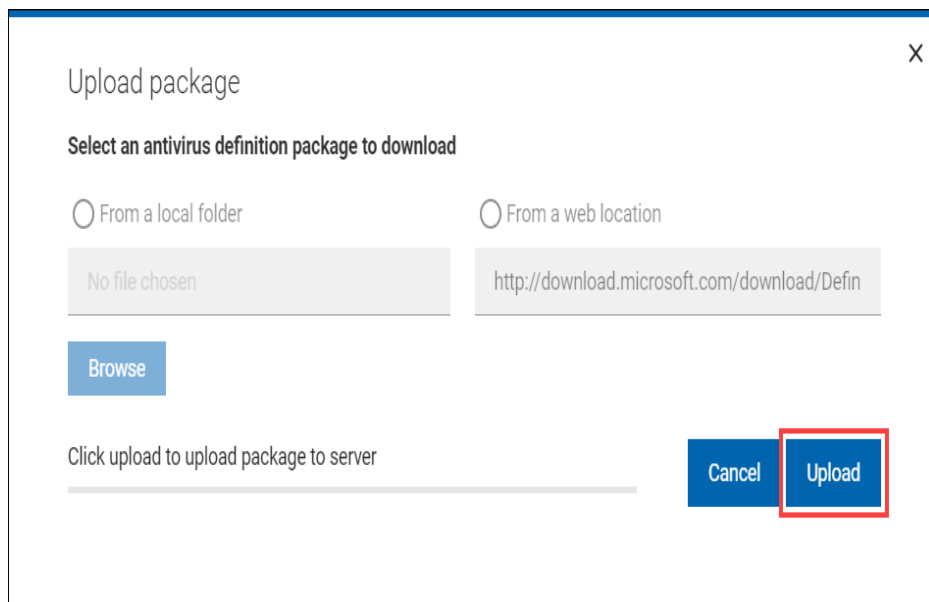 X
Upload package
Select an antivirus definition package to download
From a local folder
From a web location
No file chosen
http://download.microsoft.com/download/Defin
Browse
Click upload to upload package to server
Cancel
Upload